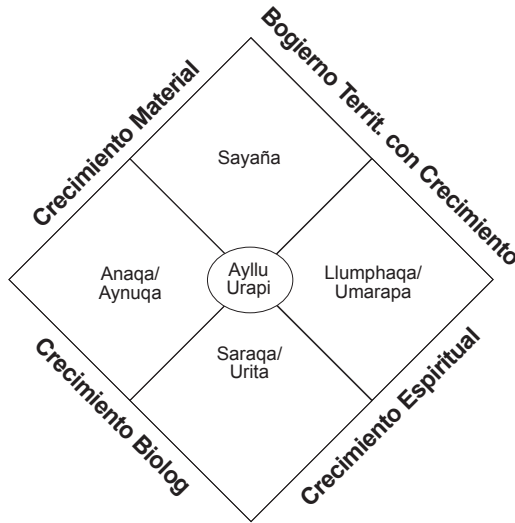 Crecimiento Material
Bogierno Territ. con Crecimiento
Sayaña
Anaqa/
Aynuqa
Ayllu
Urapi
Llumphaqa/
Umarapa
Saraqa/
Urita
Crecimiento Biolog
Crecimiento Espiritual